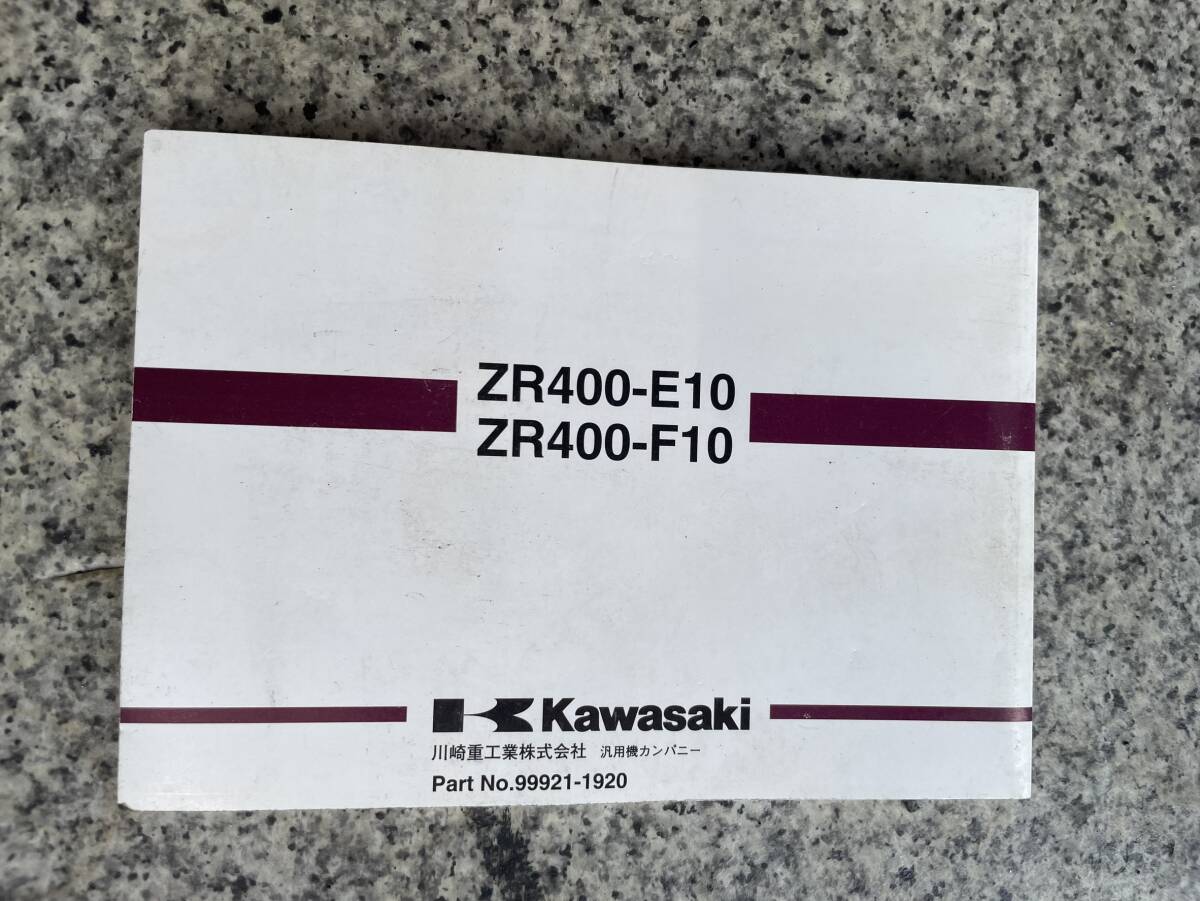 ZR400-E10
ZR400-F10
Kawasaki
川崎重工業株式会社 汎用機カンパニー
Part No.99921-1920